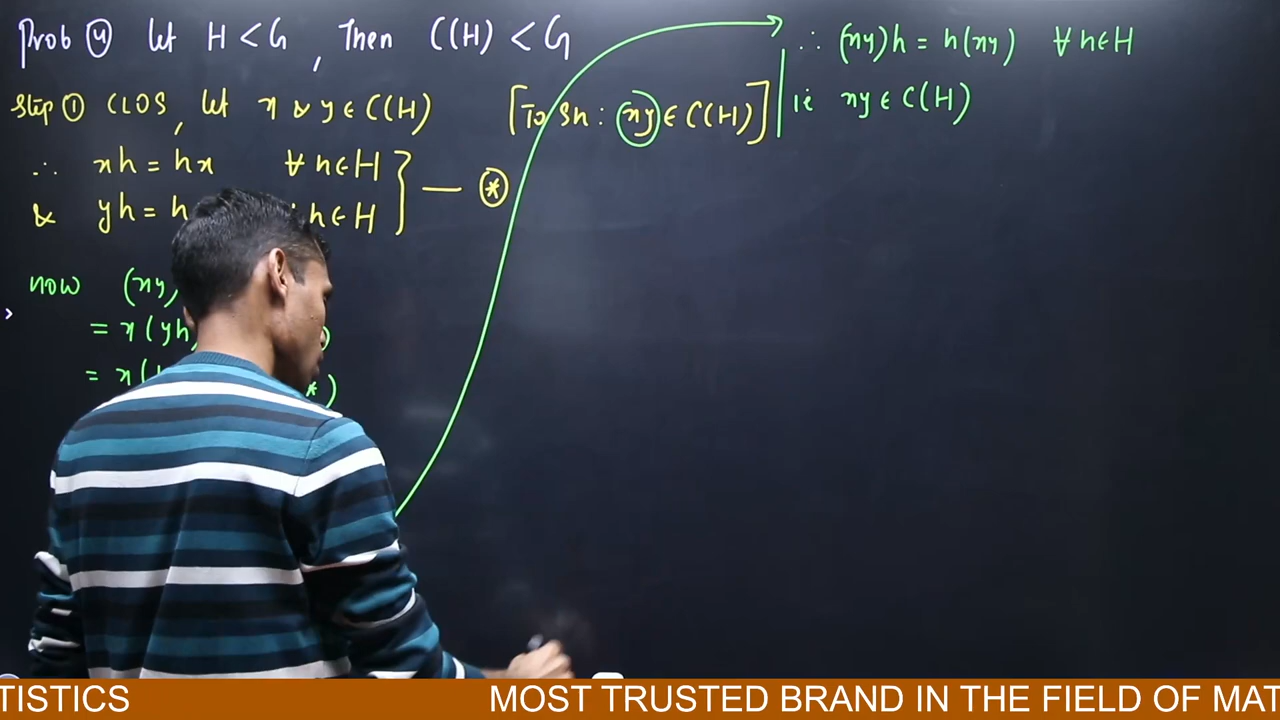 Prob ④ let H < G, Then C(H) < G
Step ① CLOS, let x & y ∈ C(H) [To Sh: xy ∈ C(H)]
∴ xh = hx ∀ h∈H
& yh = h h∈H — ⊛
now (xy)
= x(yh
= x(
∴ (xy)h = h(xy) ∀ h∈H
ie xy ∈ C(H)
TISTICS MOST TRUSTED BRAND IN THE FIELD OF MAT